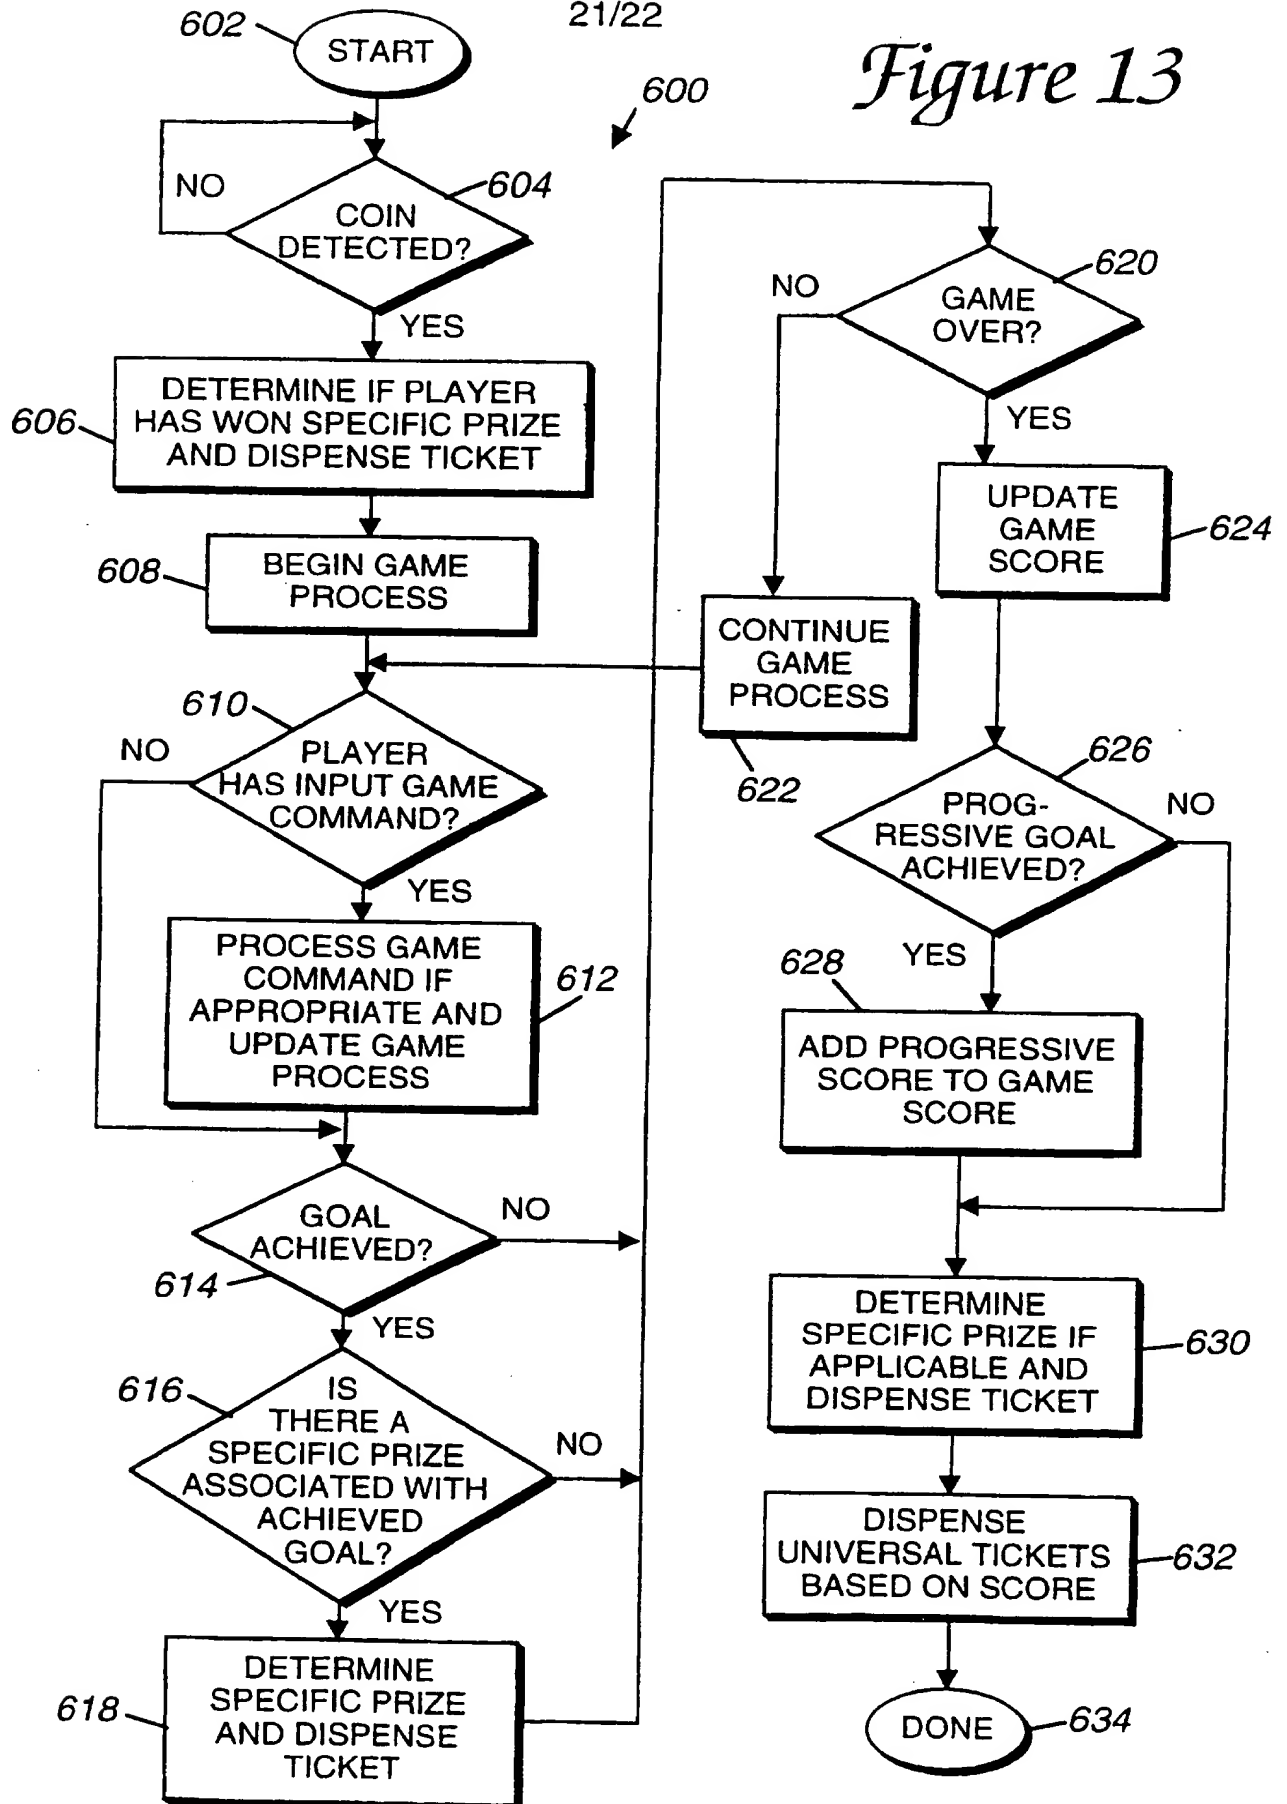 21/22
Figure 13
600
602
START
NO
604
COIN
DETECTED?
YES
606
DETERMINE IF PLAYER
HAS WON SPECIFIC PRIZE
AND DISPENSE TICKET
608
BEGIN GAME
PROCESS
610
NO
PLAYER
HAS INPUT GAME
COMMAND?
YES
PROCESS GAME
COMMAND IF
APPROPRIATE AND
UPDATE GAME
PROCESS
612
GOAL
ACHIEVED?
NO
614
YES
616
IS
THERE A
SPECIFIC PRIZE
ASSOCIATED WITH
ACHIEVED
GOAL?
NO
YES
618
DETERMINE
SPECIFIC PRIZE
AND DISPENSE
TICKET
620
NO
GAME
OVER?
YES
UPDATE
GAME
SCORE
624
CONTINUE
GAME
PROCESS
622
626
PROG-
RESSIVE GOAL
ACHIEVED?
NO
YES
628
ADD PROGRESSIVE
SCORE TO GAME
SCORE
DETERMINE
SPECIFIC PRIZE IF
APPLICABLE AND
DISPENSE TICKET
630
DISPENSE
UNIVERSAL TICKETS
BASED ON SCORE
632
DONE
634